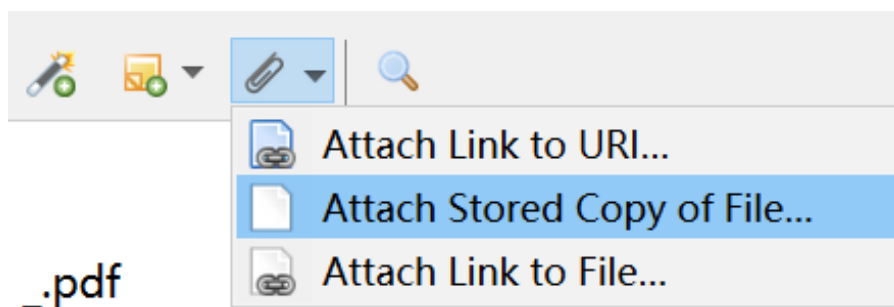 Attach Link to URI...
Attach Stored Copy of File...
_.pdf
Attach Link to File...